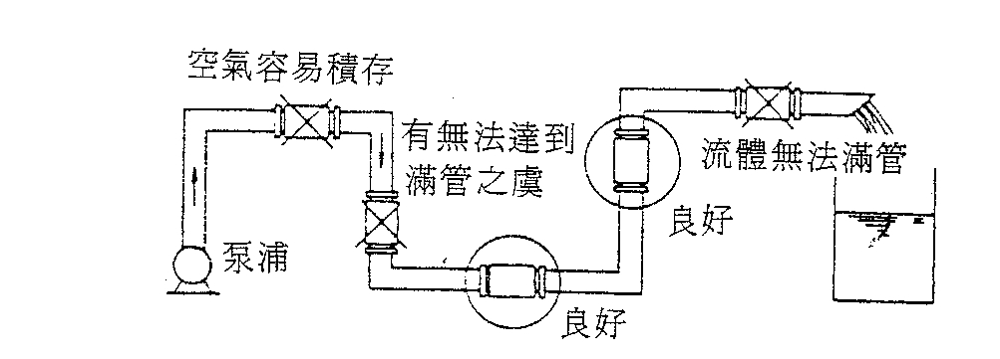 空氣容易積存
有無法達到
滿管之虞
流體無法滿管
良好
泵浦
良好